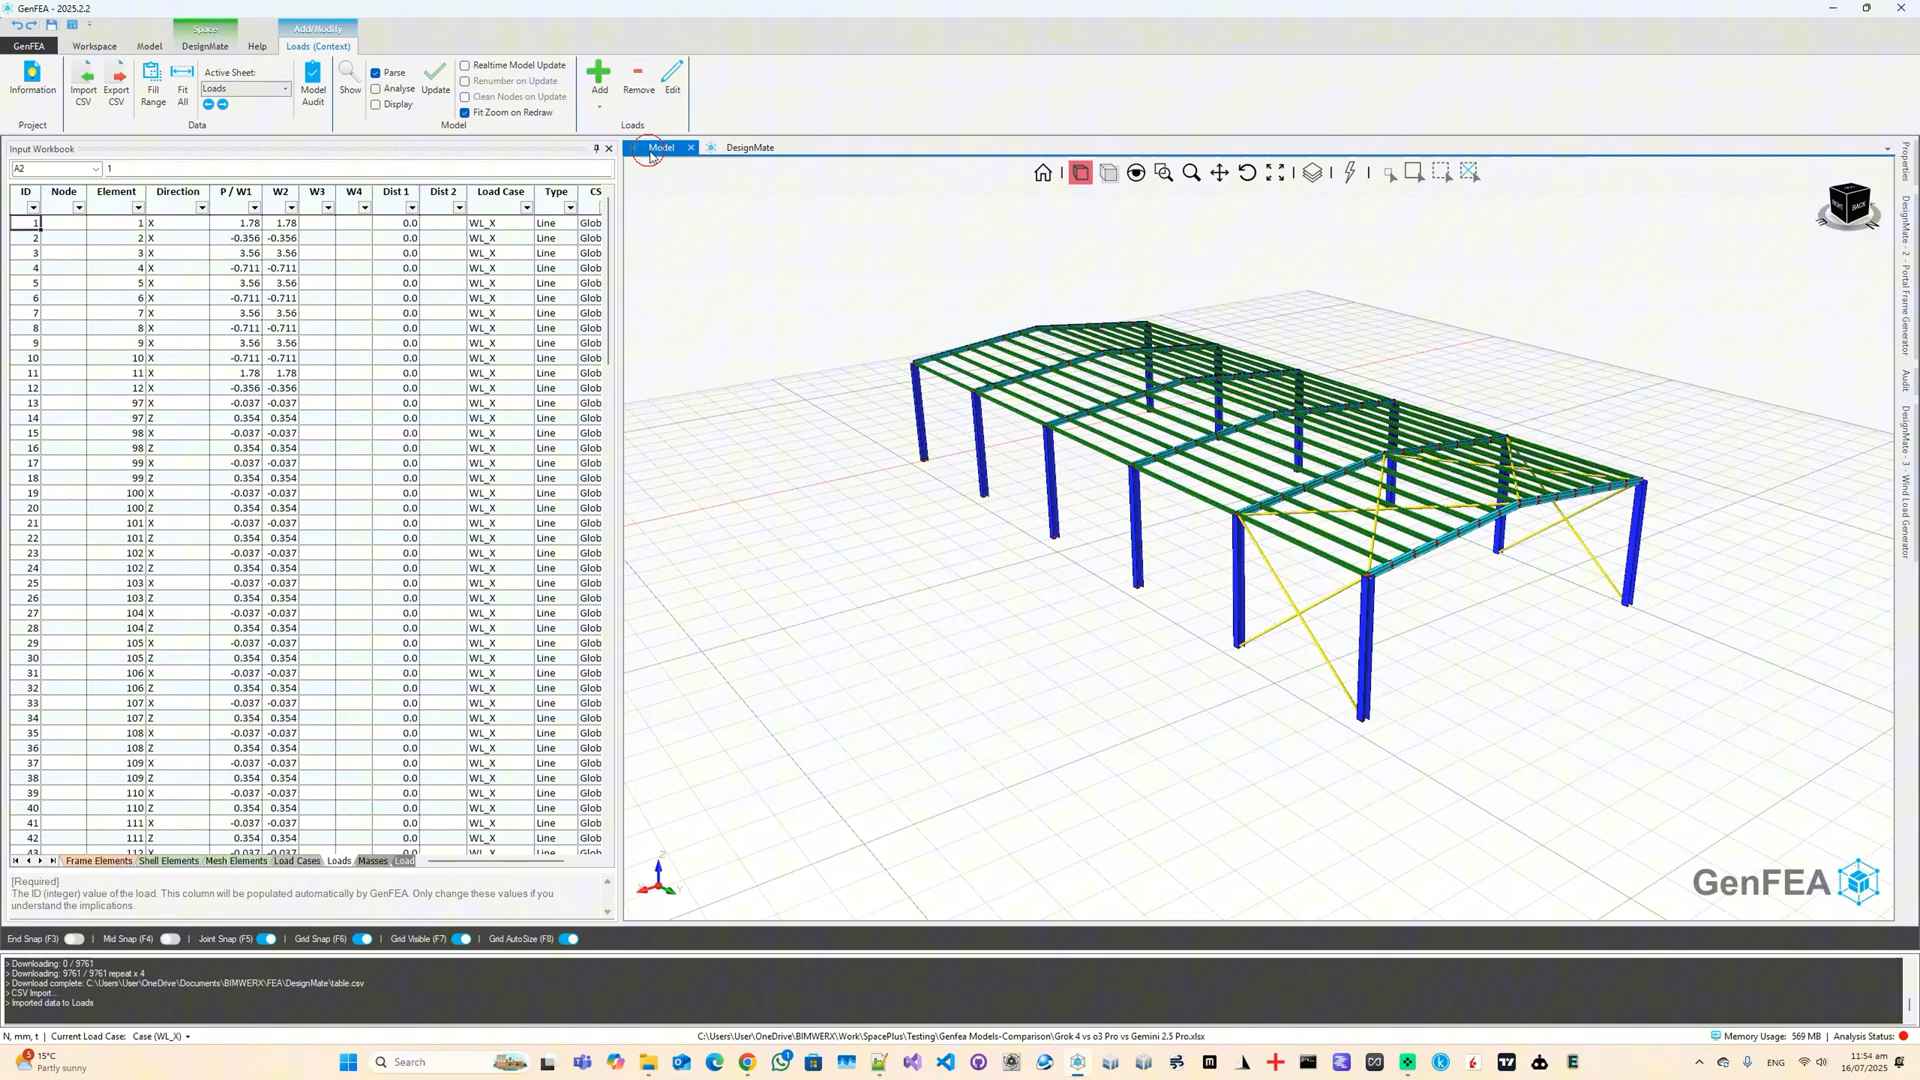 GenFEA - 2025.2.2
Space
Add/Modify
GenFEA Workspace Model DesignMate Help Loads (Context)
Information
Import CSV
Export CSV
Fill Range
Fit All
Active Sheet:
Loads
Model Audit
Show
Parse
Analyse
Display
Update
Realtime Model Update
Renumber on Update
Clean Nodes on Update
Fit Zoom on Redraw
Add
Remove
Edit
Project
Data
Model
Loads
Input Workbook
Model
DesignMate
A2 1
ID Node Element Direction P / W1 W2 W3 W4 Dist 1 Dist 2 Load Case Type CS
1 1 X 1.78 1.78 0.0 WL_X Line Glob
2 2 X -0.356 -0.356 0.0 WL_X Line Glob
3 3 X 3.56 3.56 0.0 WL_X Line Glob
4 4 X -0.711 -0.711 0.0 WL_X Line Glob
5 5 X 3.56 3.56 0.0 WL_X Line Glob
6 6 X -0.711 -0.711 0.0 WL_X Line Glob
7 7 X 3.56 3.56 0.0 WL_X Line Glob
8 8 X -0.711 -0.711 0.0 WL_X Line Glob
9 9 X 3.56 3.56 0.0 WL_X Line Glob
10 10 X -0.711 -0.711 0.0 WL_X Line Glob
11 11 X 1.78 1.78 0.0 WL_X Line Glob
12 12 X -0.356 -0.356 0.0 WL_X Line Glob
13 97 X -0.037 -0.037 0.0 WL_X Line Glob
14 97 Z 0.354 0.354 0.0 WL_X Line Glob
15 98 X -0.037 -0.037 0.0 WL_X Line Glob
16 98 Z 0.354 0.354 0.0 WL_X Line Glob
17 99 X -0.037 -0.037 0.0 WL_X Line Glob
18 99 Z 0.354 0.354 0.0 WL_X Line Glob
19 100 X -0.037 -0.037 0.0 WL_X Line Glob
20 100 Z 0.354 0.354 0.0 WL_X Line Glob
21 101 X -0.037 -0.037 0.0 WL_X Line Glob
22 101 Z 0.354 0.354 0.0 WL_X Line Glob
23 102 X -0.037 -0.037 0.0 WL_X Line Glob
24 102 Z 0.354 0.354 0.0 WL_X Line Glob
25 103 X -0.037 -0.037 0.0 WL_X Line Glob
26 103 Z 0.354 0.354 0.0 WL_X Line Glob
27 104 X -0.037 -0.037 0.0 WL_X Line Glob
28 104 Z 0.354 0.354 0.0 WL_X Line Glob
29 105 X -0.037 -0.037 0.0 WL_X Line Glob
30 105 Z 0.354 0.354 0.0 WL_X Line Glob
31 106 X -0.037 -0.037 0.0 WL_X Line Glob
32 106 Z 0.354 0.354 0.0 WL_X Line Glob
33 107 X -0.037 -0.037 0.0 WL_X Line Glob
34 107 Z 0.354 0.354 0.0 WL_X Line Glob
35 108 X -0.037 -0.037 0.0 WL_X Line Glob
36 108 Z 0.354 0.354 0.0 WL_X Line Glob
37 109 X -0.037 -0.037 0.0 WL_X Line Glob
38 109 Z 0.354 0.354 0.0 WL_X Line Glob
39 110 X -0.037 -0.037 0.0 WL_X Line Glob
40 110 Z 0.354 0.354 0.0 WL_X Line Glob
41 111 X -0.037 -0.037 0.0 WL_X Line Glob
42 111 Z 0.354 0.354 0.0 WL_X Line Glob
43 112 X -0.037 -0.037 0.0 WL_X Line Glob
Frame Elements Shell Elements Mesh Elements Load Cases Loads Masses Load
[Required]
The ID (integer) value of the load. This column will be populated automatically by GenFEA. Only change these values if you
understand the implications.
BACK
Properties
DesignMate - 2 - Portal Frame Generator
Audit
DesignMate - 3 - Wind Load Generator
GenFEA
End Snap (F3) | Mid Snap (F4) | Joint Snap (F5) | Grid Snap (F6) | Grid Visible (F7) | Grid AutoSize (F8)
> Downloading: 0 / 9761
> Downloading: 9761 / 9761 repeat x 4
> Download complete: C:\Users\User\OneDrive\Documents\BIMWERX\FEA\DesignMate\table.csv
> CSV Import...
> Imported data to Loads
N, mm, t | Current Load Case: Case (WL_X)
C:\Users\User\OneDrive\BIMWERX\Work\SpacePlus\Testing\Genfea Models-Comparison\Grok 4 vs o3 Pro vs Gemini 2.5 Pro.xlsx
Memory Usage: 569 MB | Analysis Status:
5
15°C
Partly sunny
Search
1
ENG
11:54 am
16/07/2025